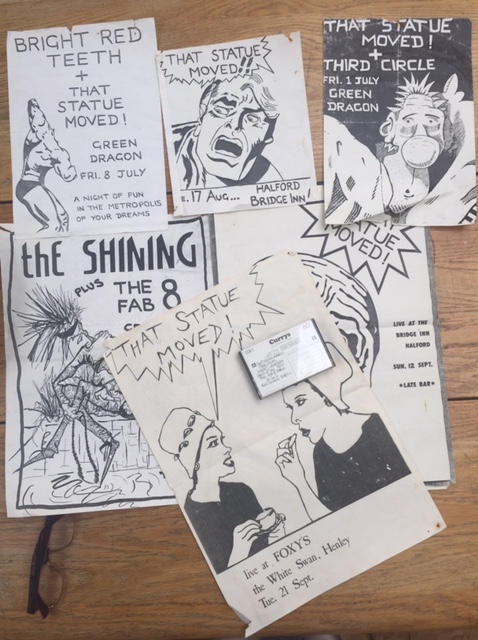 BRIGHT RED
TEETH
+
THAT
STATUE
MOVED!
GREEN
DRAGON
FRI. 8 JULY
A NIGHT OF FUN
IN THE METROPOLIS
OF YOUR DREAMS
THAT STATUE
MOVED!!
17 AUG...
HALFORD
BRIDGE INN!
THAT STATUE
MOVED!
+
THIRD CIRCLE
FRI. 1 JULY
GREEN
DRAGON
the SHINING
PLUS THE
FAB 8
STATUE
MOVED!
LIVE AT THE
BRIDGE INN
HALFORD
SUN. 12 SEPT.
*LATE BAR*
THAT STATUE
MOVED!
Currys
live at FOXYS
the White Swan, Henley
Tue. 21 Sept.